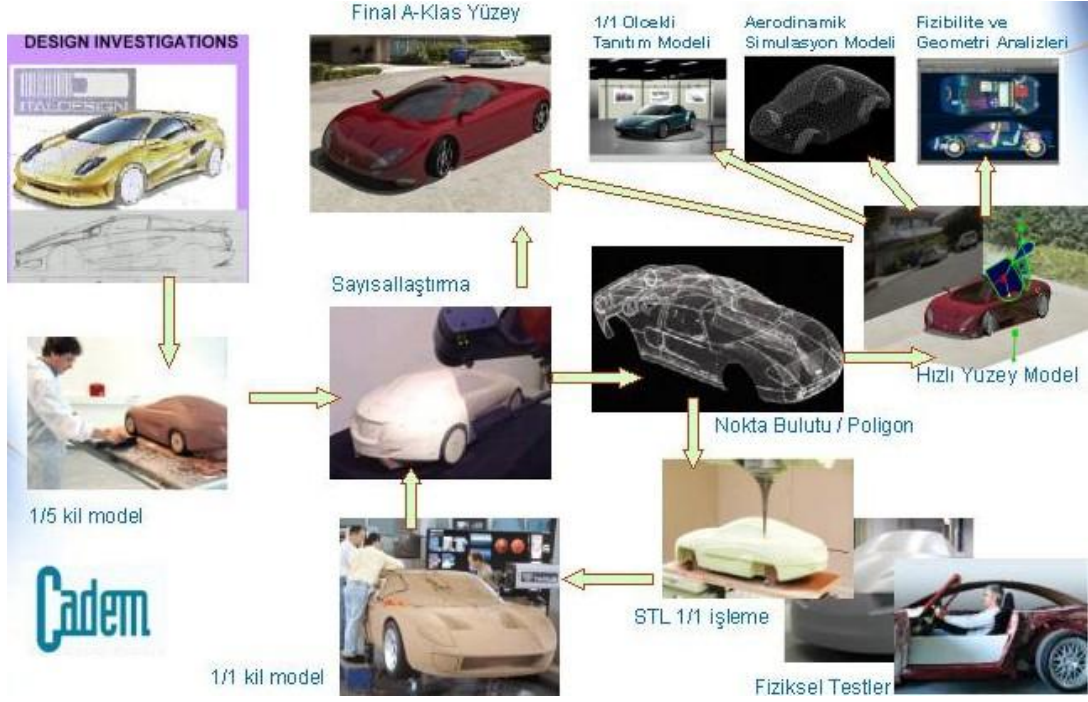 DESIGN INVESTIGATIONS
ITALDESIGN
Final A-Klas Yüzey
1/1 Olcekli
Tanıtım Modeli
Aerodinamik
Simulasyon Modeli
Fizibilite ve
Geometri Analizleri
Sayısallaştırma
Hızlı Yüzey Model
Nokta Bulutu / Poligon
1/5 kil model
STL 1/1 işleme
1/1 kil model
Fiziksel Testler
Cadem